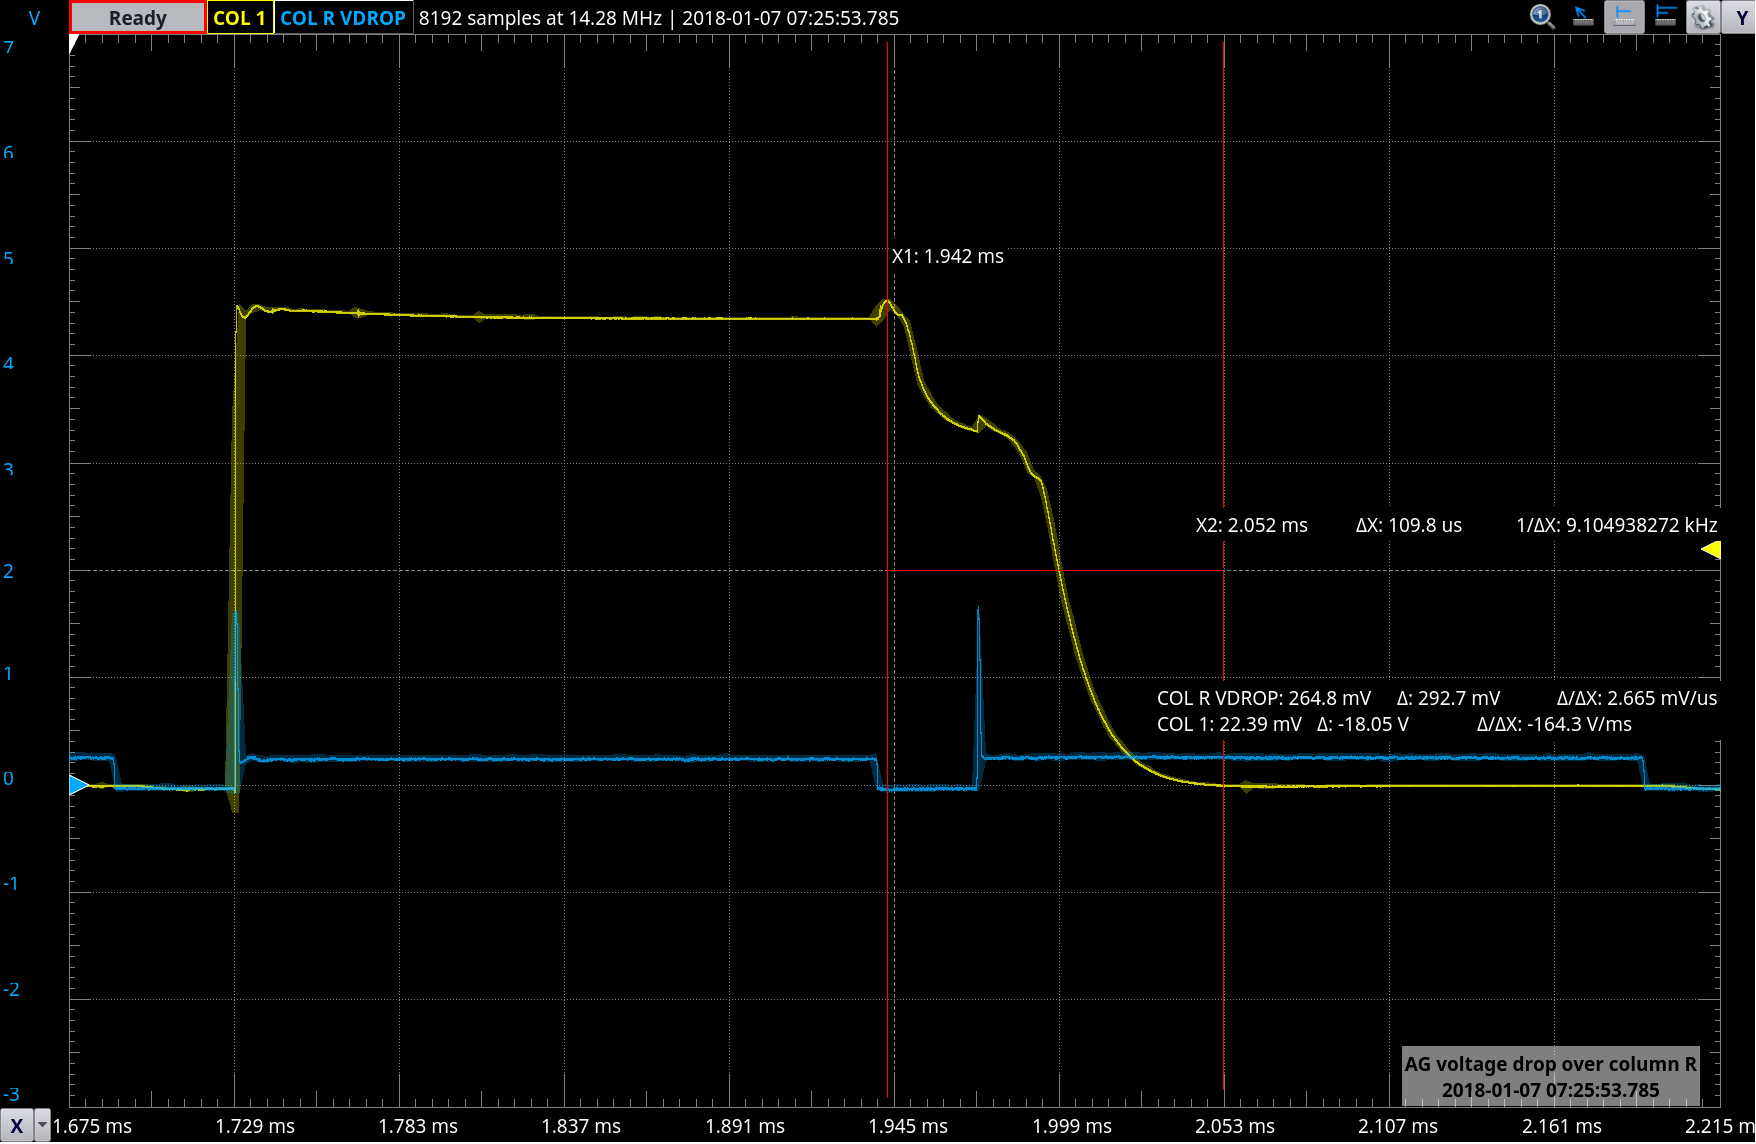 V Ready COL 1 COL R VDROP 8192 samples at 14.28 MHz | 2018-01-07 07:25:53.785 1 Y
7
6
5
X1: 1.942 ms
4
3
X2: 2.052 ms ΔX: 109.8 us 1/ΔX: 9.104938272 kHz
2
1
COL R VDROP: 264.8 mV Δ: 292.7 mV Δ/ΔX: 2.665 mV/us
COL 1: 22.39 mV Δ: -18.05 V Δ/ΔX: -164.3 V/ms
0
-1
-2
AG voltage drop over column R
2018-01-07 07:25:53.785
-3
X 1.675 ms 1.729 ms 1.783 ms 1.837 ms 1.891 ms 1.945 ms 1.999 ms 2.053 ms 2.107 ms 2.161 ms 2.215 m